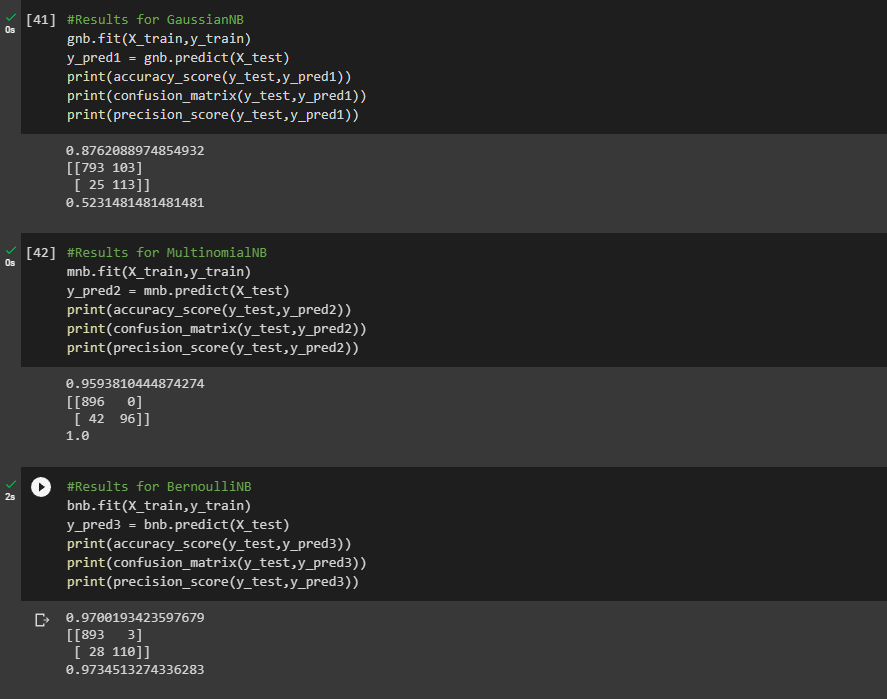 [41] #Results for GaussianNB
0s
gnb.fit(X_train,y_train)
y_pred1 = gnb.predict(X_test)
print(accuracy_score(y_test,y_pred1))
print(confusion_matrix(y_test,y_pred1))
print(precision_score(y_test,y_pred1))
0.8762088974854932
[[793 103]
 [ 25 113]]
0.5231481481481481
[42] #Results for MultinomialNB
0s
mnb.fit(X_train,y_train)
y_pred2 = mnb.predict(X_test)
print(accuracy_score(y_test,y_pred2))
print(confusion_matrix(y_test,y_pred2))
print(precision_score(y_test,y_pred2))
0.9593810444874274
[[896   0]
 [ 42  96]]
1.0
#Results for BernoulliNB
2s
bnb.fit(X_train,y_train)
y_pred3 = bnb.predict(X_test)
print(accuracy_score(y_test,y_pred3))
print(confusion_matrix(y_test,y_pred3))
print(precision_score(y_test,y_pred3))
0.9700193423597679
[[893   3]
 [ 28 110]]
0.9734513274336283